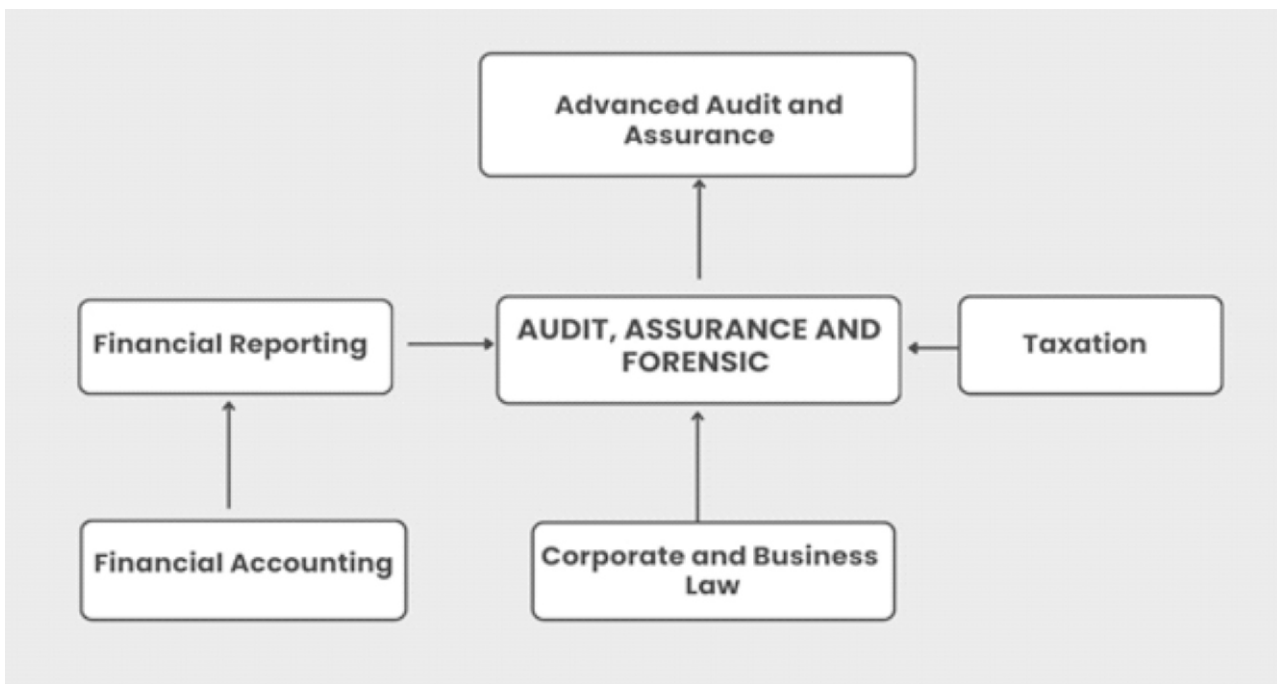 Advanced Audit and
Assurance
Financial Reporting
AUDIT, ASSURANCE AND
FORENSIC
Taxation
Financial Accounting
Corporate and Business
Law